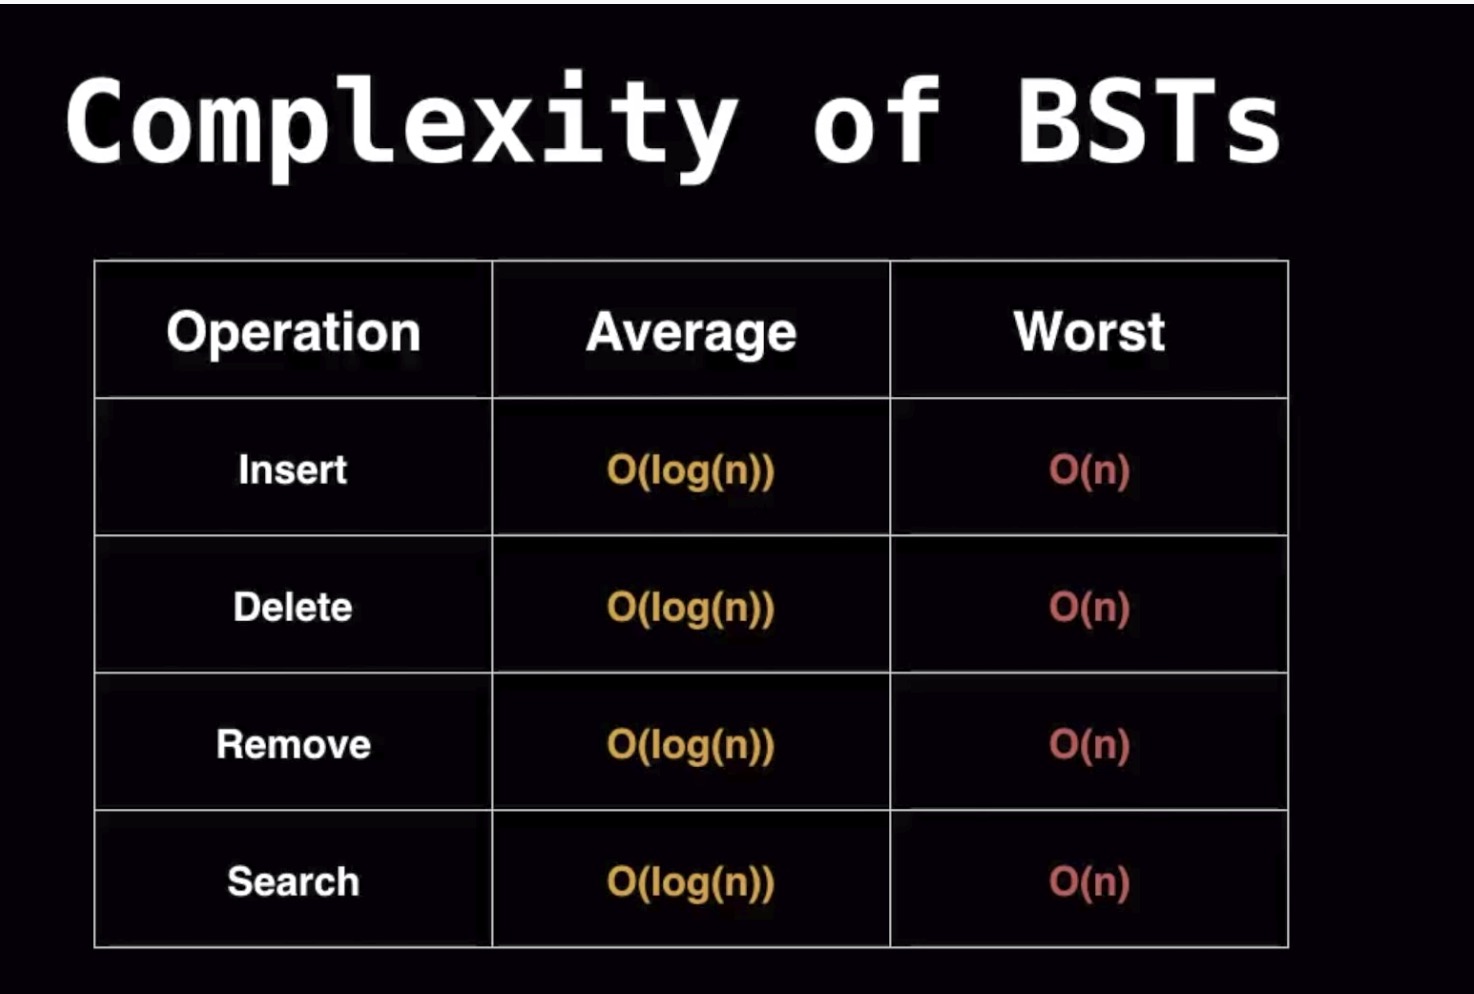 Complexity of BSTs
Operation Average Worst
Insert O(log(n)) O(n)
Delete O(log(n)) O(n)
Remove O(log(n)) O(n)
Search O(log(n)) O(n)